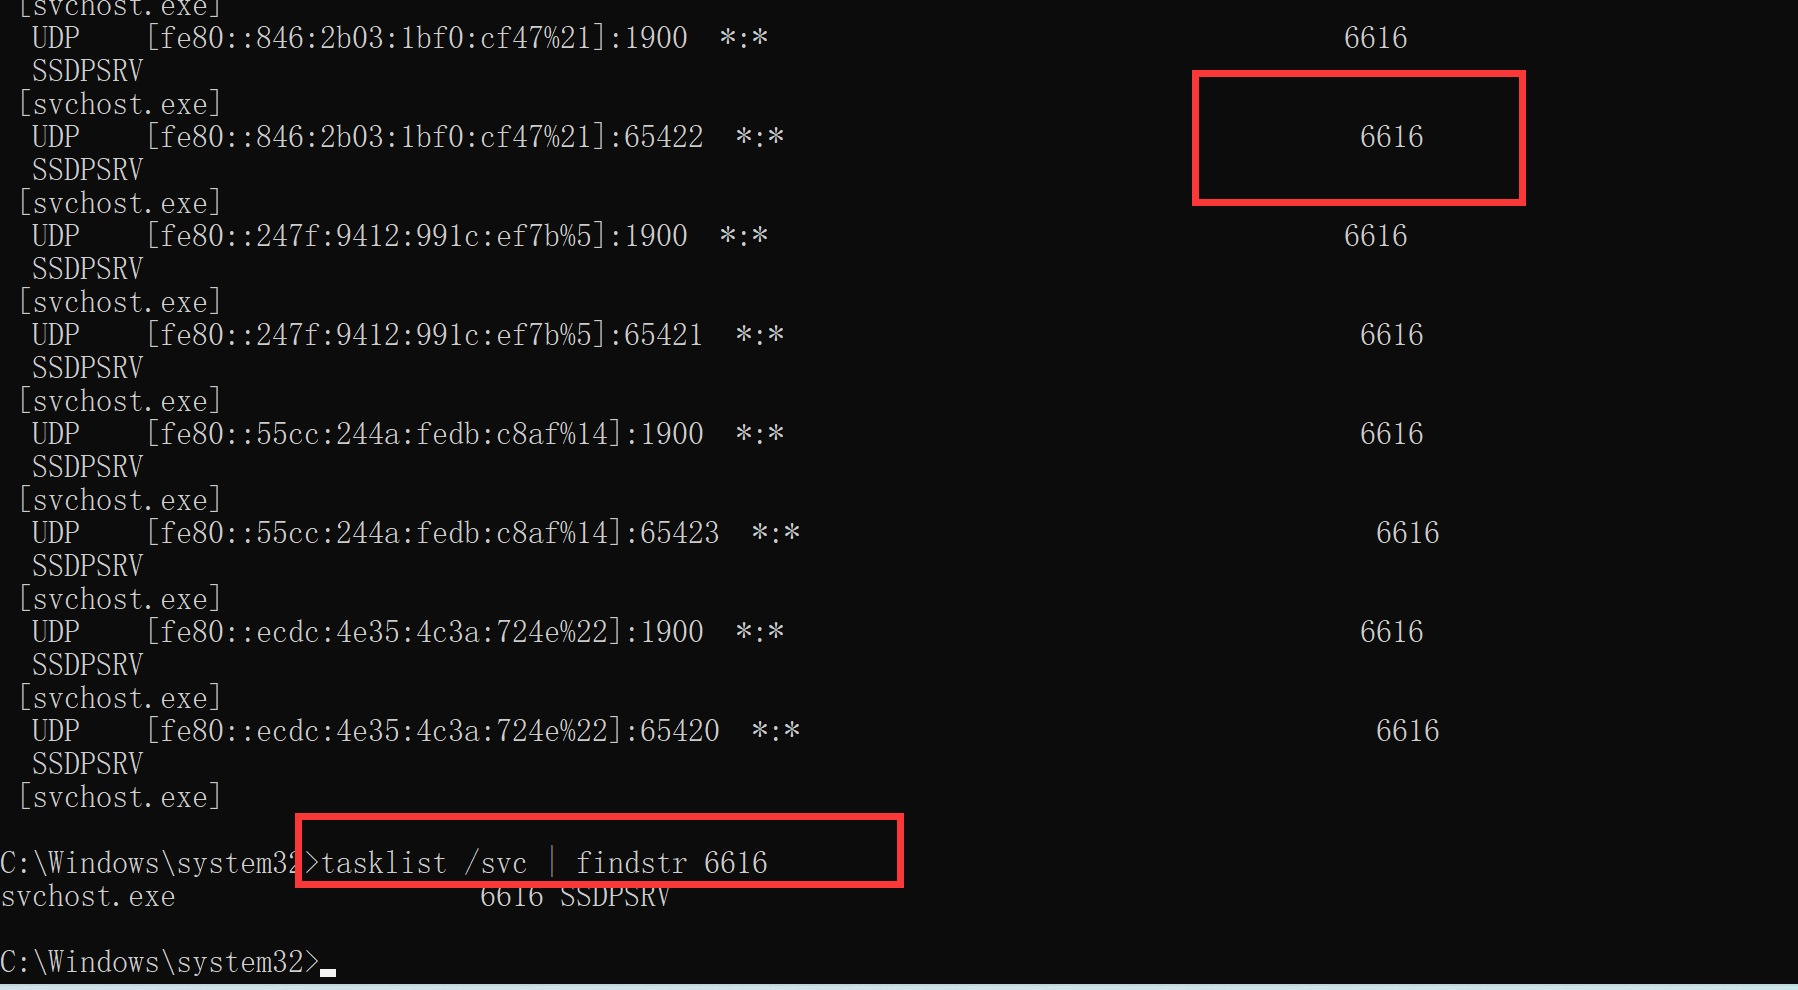 [svchost.exe]
UDP [fe80::846:2b03:1bf0:cf47%21]:1900 *:* 6616
SSDPSRV
[svchost.exe]
UDP [fe80::846:2b03:1bf0:cf47%21]:65422 *:* 6616
SSDPSRV
[svchost.exe]
UDP [fe80::247f:9412:991c:ef7b%5]:1900 *:* 6616
SSDPSRV
[svchost.exe]
UDP [fe80::247f:9412:991c:ef7b%5]:65421 *:* 6616
SSDPSRV
[svchost.exe]
UDP [fe80::55cc:244a:fedb:c8af%14]:1900 *:* 6616
SSDPSRV
[svchost.exe]
UDP [fe80::55cc:244a:fedb:c8af%14]:65423 *:* 6616
SSDPSRV
[svchost.exe]
UDP [fe80::ecdc:4e35:4c3a:724e%22]:1900 *:* 6616
SSDPSRV
[svchost.exe]
UDP [fe80::ecdc:4e35:4c3a:724e%22]:65420 *:* 6616
SSDPSRV
[svchost.exe]
C:\Windows\system32>tasklist /svc | findstr 6616
svchost.exe 6616 SSDPSRV
C:\Windows\system32>